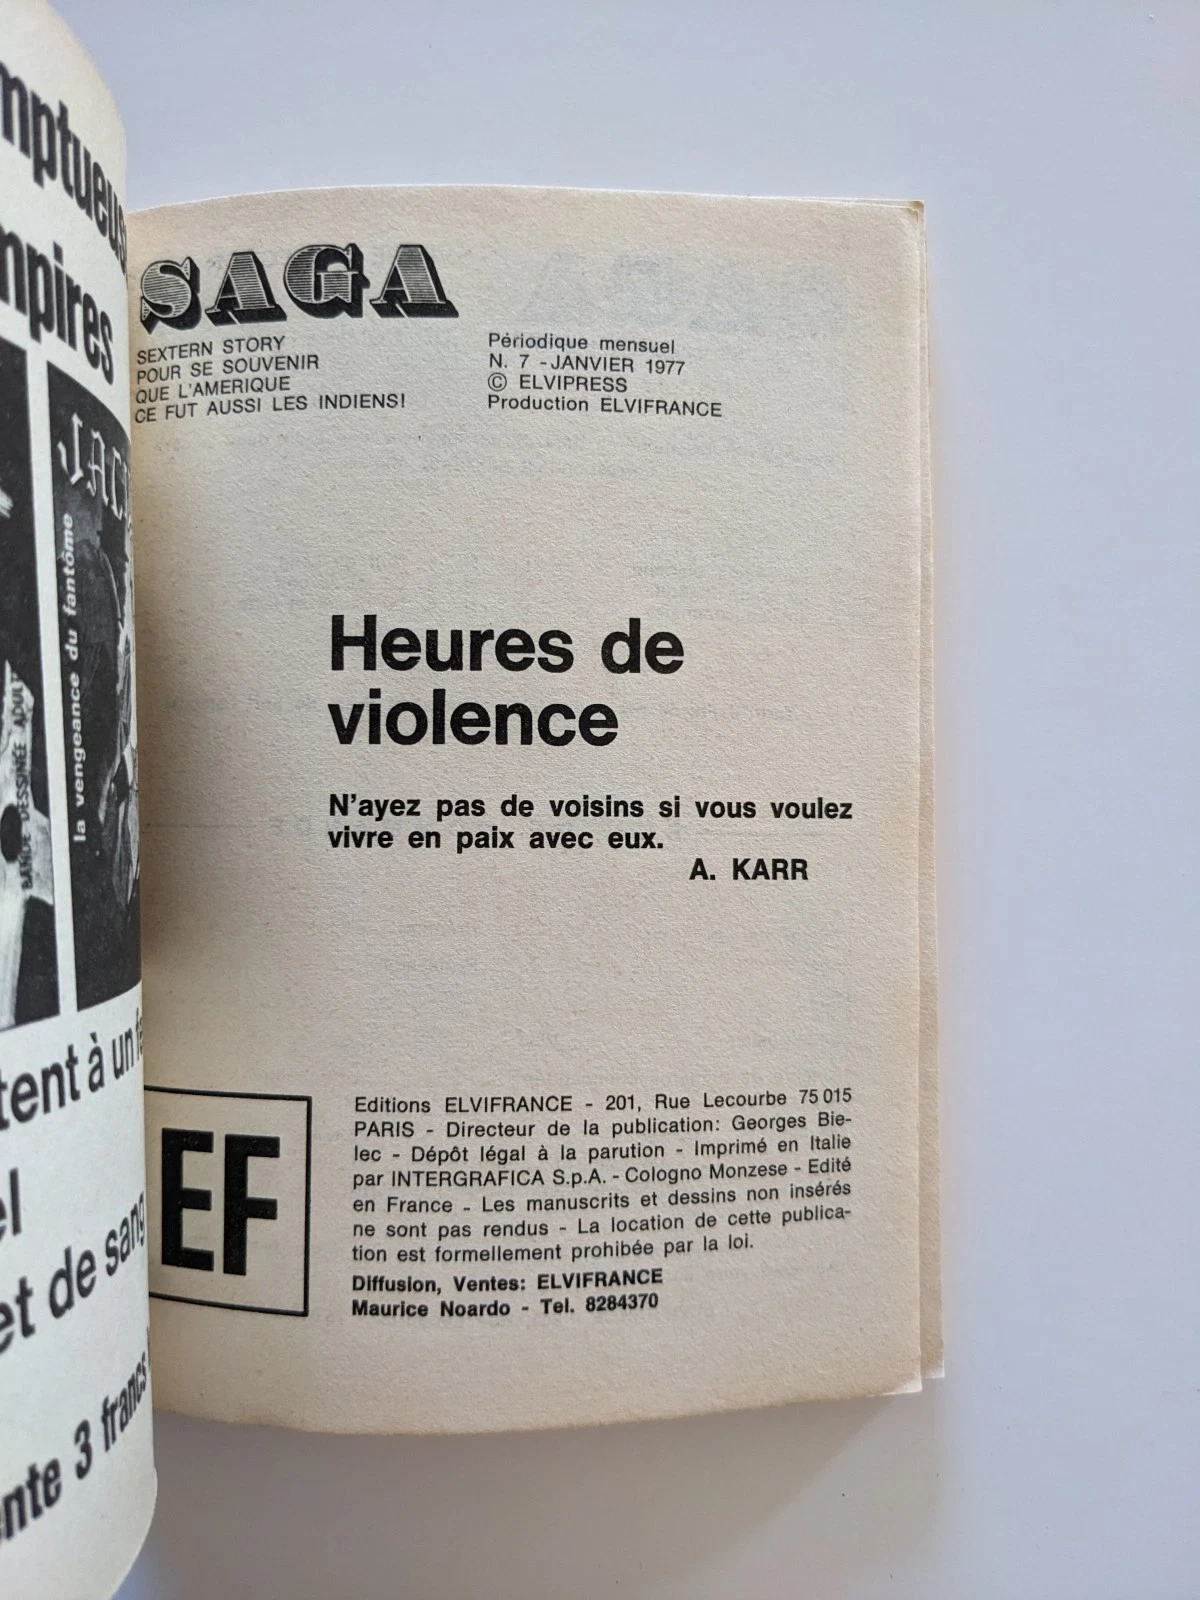 mpires
JACK
la vengeance du fantôme
BANDE DESSINÉE
tent à un
et de sang
3 francs
SAGA
SEXTERN STORY
POUR SE SOUVENIR
QUE L'AMERIQUE
CE FUT AUSSI LES INDIENS!
Périodique mensuel
N. 7 - JANVIER 1977
© ELVIPRESS
Production ELVIFRANCE
Heures de
violence
N'ayez pas de voisins si vous voulez
vivre en paix avec eux.
A. KARR
EF
Editions ELVIFRANCE - 201, Rue Lecourbe 75 015
PARIS - Directeur de la publication: Georges Bie-
lec - Dépôt légal à la parution - Imprimé en Italie
par INTERGRAFICA S.p.A. - Cologno Monzese - Edité
en France - Les manuscrits et dessins non insérés
ne sont pas rendus - La location de cette publica-
tion est formellement prohibée par la loi.
Diffusion, Ventes: ELVIFRANCE
Maurice Noardo - Tel. 8284370